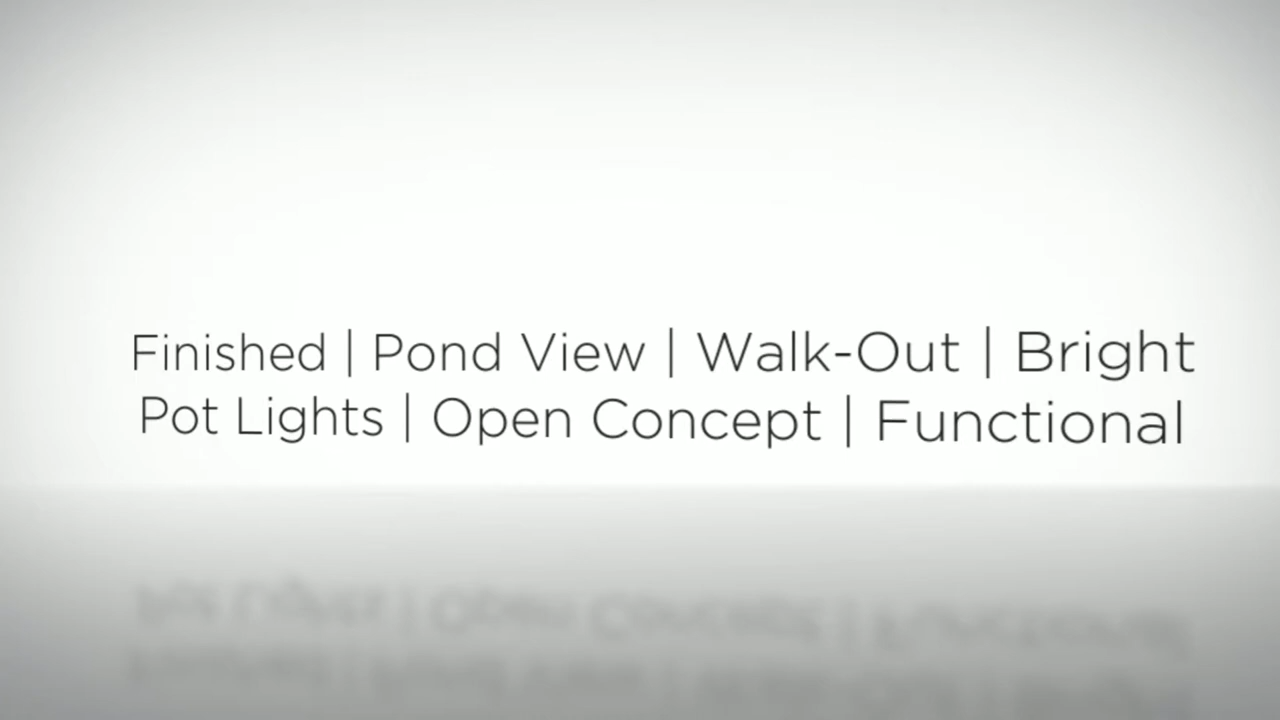 Finished | Pond View | Walk-Out | Bright
Pot Lights | Open Concept | Functional